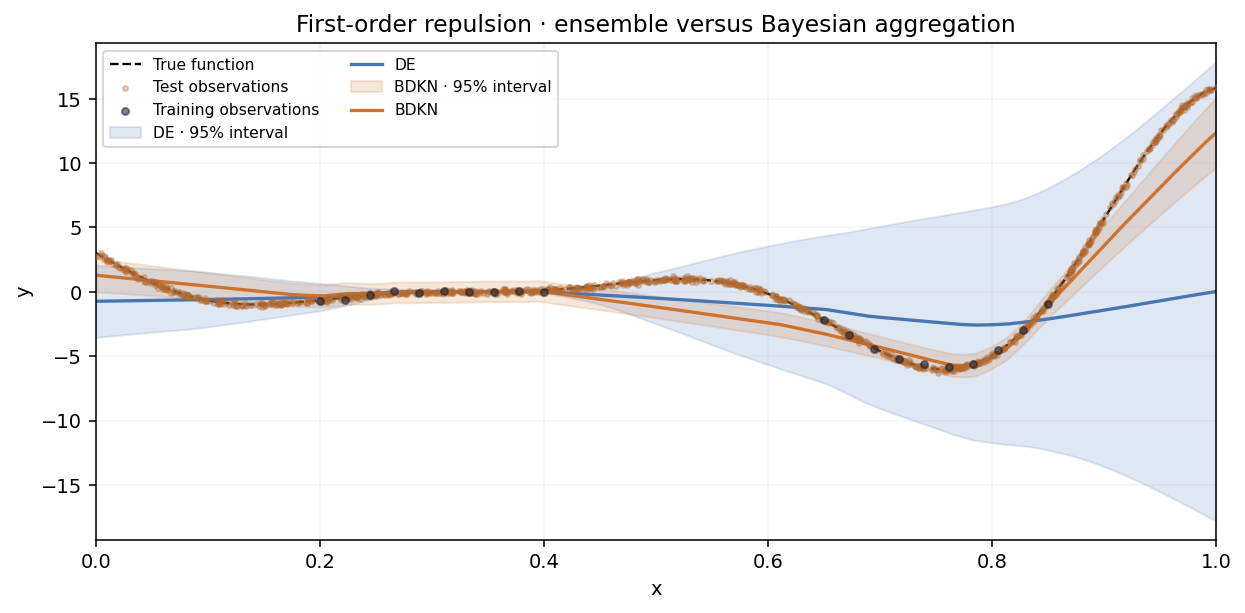 First-order repulsion · ensemble versus Bayesian aggregation
True function
Test observations
Training observations
DE · 95% interval
DE
BDKN · 95% interval
BDKN
y
15
10
5
0
−5
−10
−15
0.0
0.2
0.4
0.6
0.8
1.0
x